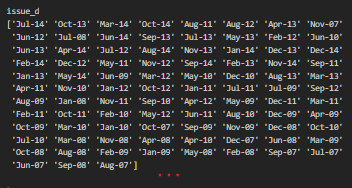 issue_d
['Jul-14' 'Oct-13' 'Mar-14' 'Oct-14' 'Aug-11' 'Aug-12' 'Apr-13' 'Nov-07'
'Jun-12' 'Jul-08' 'Jun-14' 'Sep-13' 'Jul-13' 'May-13' 'Feb-12' 'Jun-10'
'Jun-13' 'Apr-14' 'Jul-12' 'Aug-14' 'Nov-13' 'Jan-14' 'Dec-12' 'Dec-14'
'Feb-14' 'Dec-12' 'May-11' 'Nov-12' 'Sep-14' 'Dec-13' 'Feb-13' 'Sep-11'
'Jan-13' 'May-14' 'Jun-09' 'Mar-12' 'May-10' 'Dec-10' 'Aug-13' 'Mar-13'
'Apr-11' 'Nov-10' 'Jan-12' 'Oct-12' 'Jan-11' 'Jul-11' 'Jul-09' 'Sep-12'
'Aug-09' 'Jan-08' 'Nov-11' 'Sep-10' 'Apr-12' 'May-09' 'Dec-11' 'Mar-11'
'Feb-11' 'Oct-11' 'Feb-10' 'May-12' 'Jun-11' 'Aug-10' 'Dec-09' 'Apr-09'
'Oct-09' 'Mar-10' 'Jan-10' 'Oct-07' 'Sep-09' 'Nov-09' 'Dec-08' 'Oct-10'
'Jul-10' 'Mar-08' 'Nov-08' 'Apr-08' 'Apr-10' 'Dec-07' 'Jun-08' 'Mar-09'
'Oct-08' 'Aug-08' 'Feb-09' 'Jan-09' 'May-08' 'Feb-08' 'Sep-07' 'Jul-07'
'Jun-07' 'Sep-08' 'Aug-07']
...